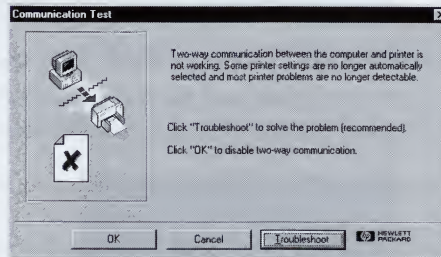 Communication Test
Two-way communication between the computer and printer is
not working. Some printer settings are no longer automatically
selected and most printer problems are no longer detectable.
Click "Troubleshoot" to solve the problem (recommended).
Click "OK" to disable two-way communication.
OK
Cancel
Troubleshoot
hp HEWLETT
PACKARD